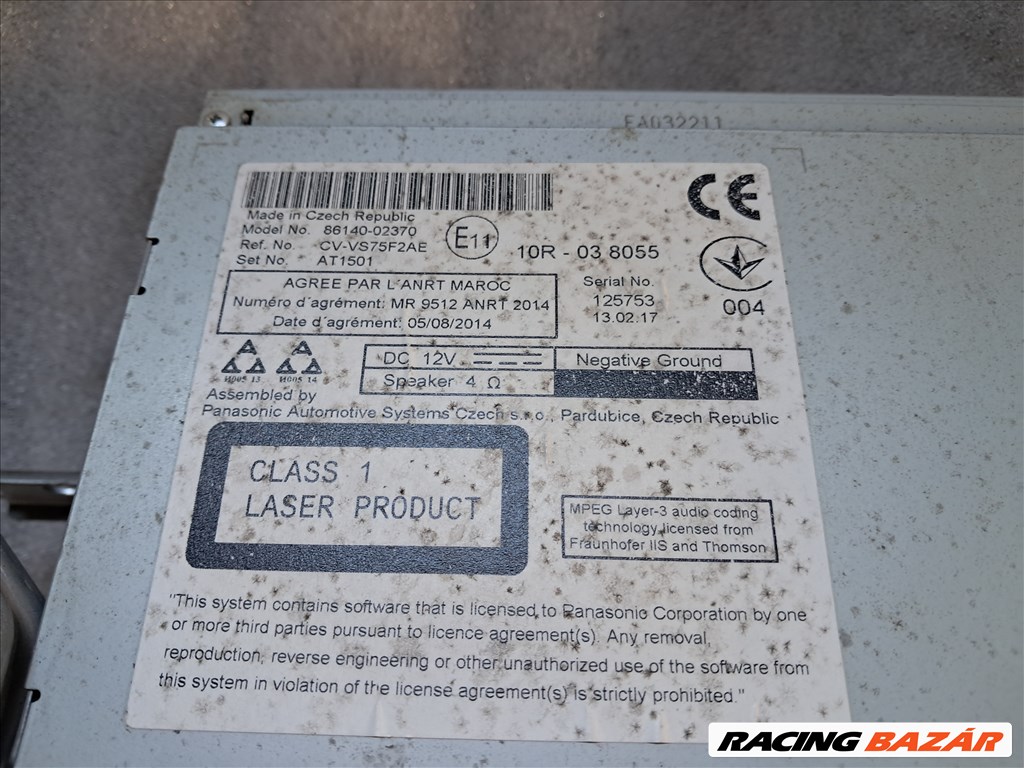 EA032211
Made in Czech Republic
Model No. 86140-02370
Ref. No. CV-VS75F2AE
Set No. AT1501
E11
10R - 03 8055
CE
004
AGREE PAR L'ANRT MAROC
Numéro d'agrément: MR 9512 ANRT 2014
Date d'agrément: 05/08/2014
Serial No.
125753
13.02.17
И005 13 И005 14
DC 12V
Negative Ground
Speaker 4 Ω
Assembled by
Panasonic Automotive Systems Czech s.r.o., Pardubice, Czech Republic
CLASS 1
LASER PRODUCT
MPEG Layer-3 audio coding
technology licensed from
Fraunhofer IIS and Thomson
"This system contains software that is licensed to Panasonic Corporation by one
or more third parties pursuant to licence agreement(s). Any removal,
reproduction, reverse engineering or other unauthorized use of the software from
this system in violation of the license agreement(s) is strictly prohibited."
RACING BAZÁR